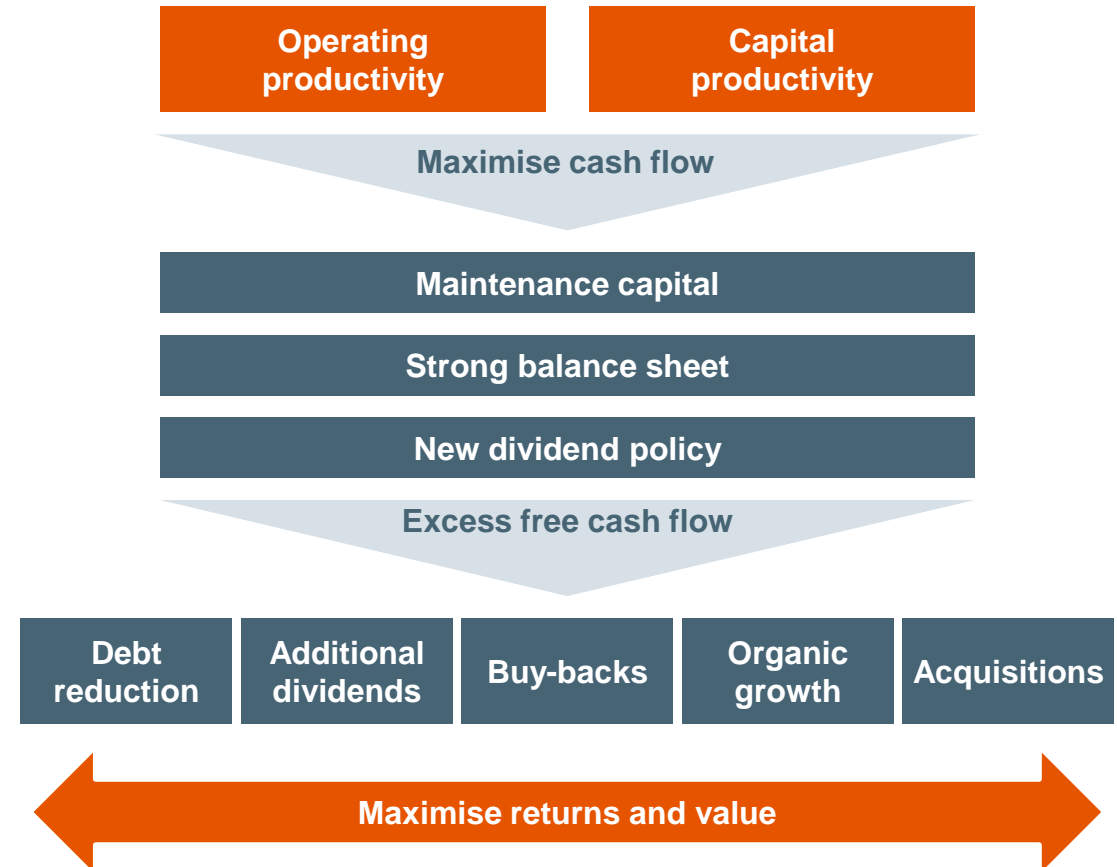 Operating
productivity
Capital
productivity
Maximise cash flow
Maintenance capital
Strong balance sheet
New dividend policy
Excess free cash flow
Debt
reduction
Additional
dividends
Buy-backs
Organic
growth
Acquisitions
Maximise returns and value